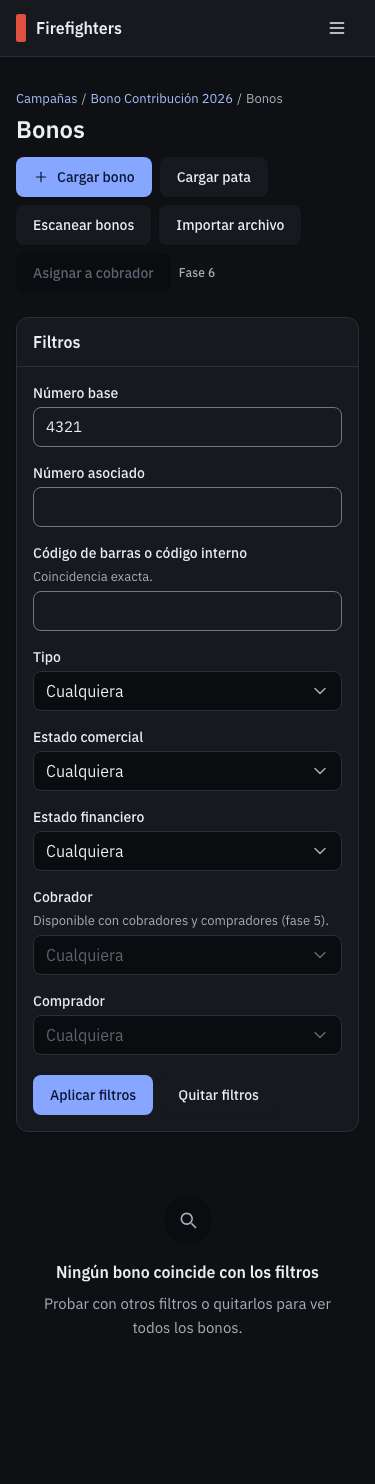 Firefighters
Campañas / Bono Contribución 2026 / Bonos
Bonos
Cargar bono
Cargar pata
Escanear bonos
Importar archivo
Asignar a cobrador
Fase 6
Filtros
Número base
4321
Número asociado
Código de barras o código interno
Coincidencia exacta.
Tipo
Cualquiera
Estado comercial
Cualquiera
Estado financiero
Cualquiera
Cobrador
Disponible con cobradores y compradores (fase 5).
Cualquiera
Comprador
Cualquiera
Aplicar filtros
Quitar filtros
Ningún bono coincide con los filtros
Probar con otros filtros o quitarlos para ver
todos los bonos.